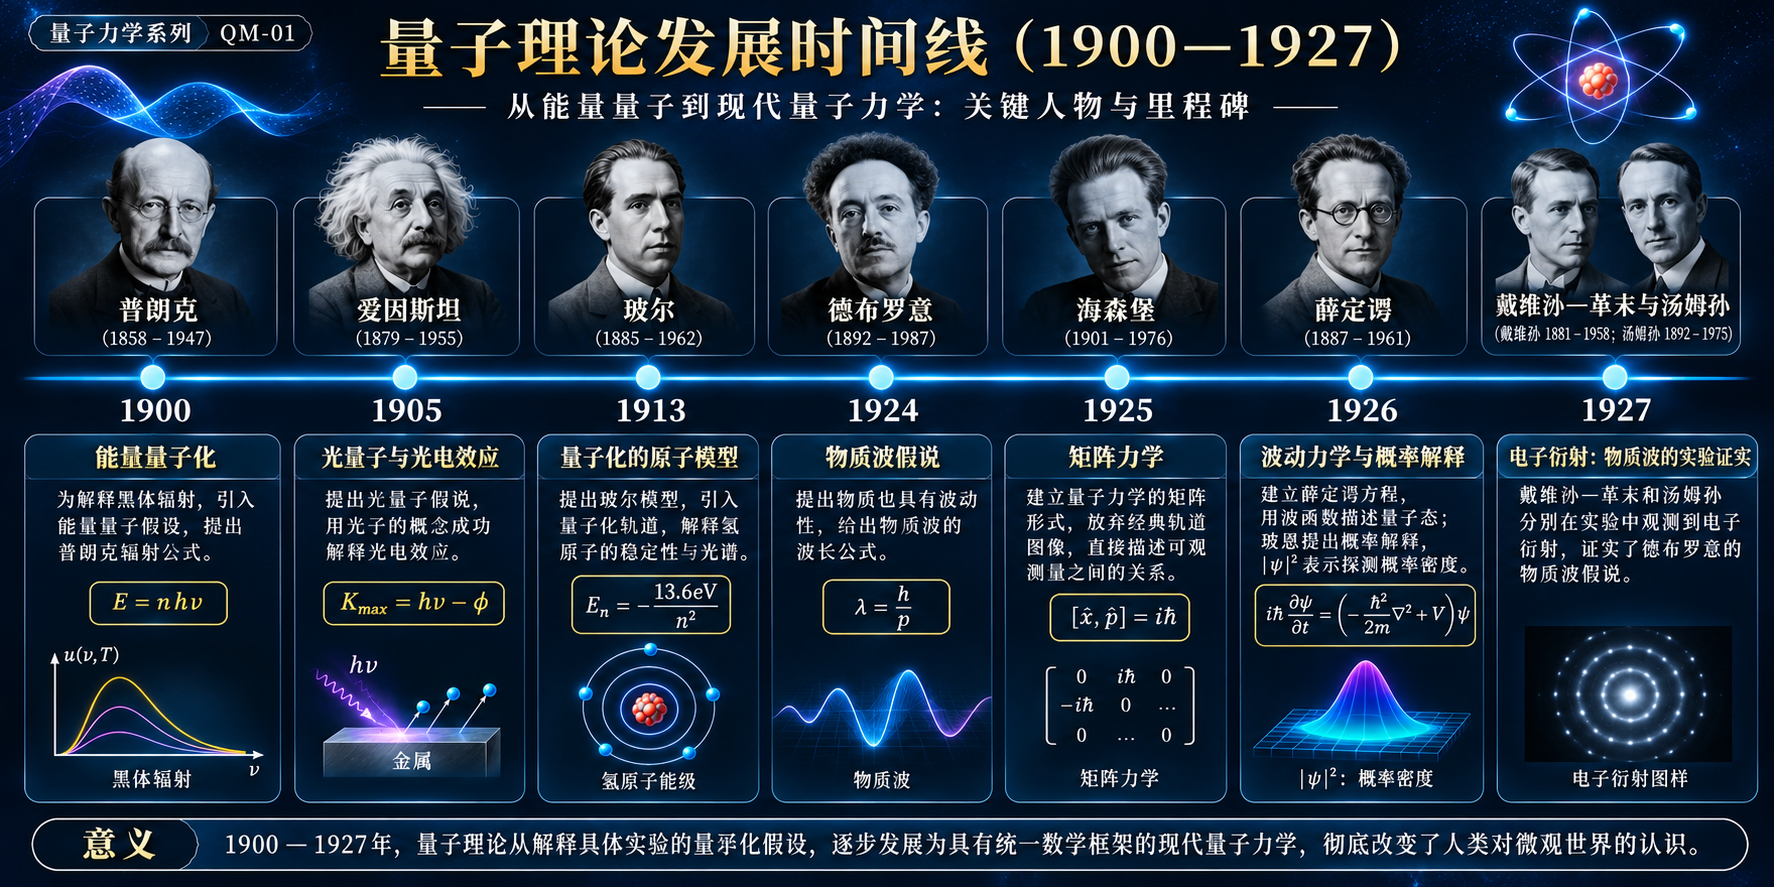 量子力学系列 QM-01
量子理论发展时间线（1900—1927）
从能量量子到现代量子力学：关键人物与里程碑
普朗克
(1858 – 1947)
爱因斯坦
(1879 – 1955)
玻尔
(1885 – 1962)
德布罗意
(1892 – 1987)
海森堡
(1901 – 1976)
薛定谔
(1887 – 1961)
戴维孙—革末与汤姆孙
(戴维孙 1881 – 1958；汤姆孙 1892 – 1975)
1900
1905
1913
1924
1925
1926
1927
能量量子化
为解释黑体辐射，引入
能量量子假设，提出
普朗克辐射公式。
E = nhν
u(ν,T)
ν
黑体辐射
光量子与光电效应
提出光量子假说，
用光子的概念成功
解释光电效应。
K_max = hν − ϕ
hν
金属
量子化的原子模型
提出玻尔模型，引入
量子化轨道，解释氢
原子的稳定性与光谱。
E_n = − 13.6eV / n²
氢原子能级
物质波假说
提出物质也具有波动
性，给出物质波的
波长公式。
λ = h / p
物质波
矩阵力学
建立量子力学的矩阵
形式，放弃经典轨道
图像，直接描述可观
测量之间的关系。
[x̂, p̂] = iħ
0 iħ 0
−iħ 0 …
0 … 0
矩阵力学
波动力学与概率解释
建立薛定谔方程，
用波函数描述量子态；
玻恩提出概率解释，
|ψ|² 表示探测概率密度。
iħ ∂ψ/∂t = (− ħ²/2m ∇² + V)ψ
|ψ|²：概率密度
电子衍射：物质波的实验证实
戴维孙—革末和汤姆孙
分别在实验中观测到电子
衍射，证实了德布罗意的
物质波假说。
电子衍射图样
意义
1900 — 1927年，量子理论从解释具体实验的量子化假设，逐步发展为具有统一数学框架的现代量子力学，彻底改变了人类对微观世界的认识。